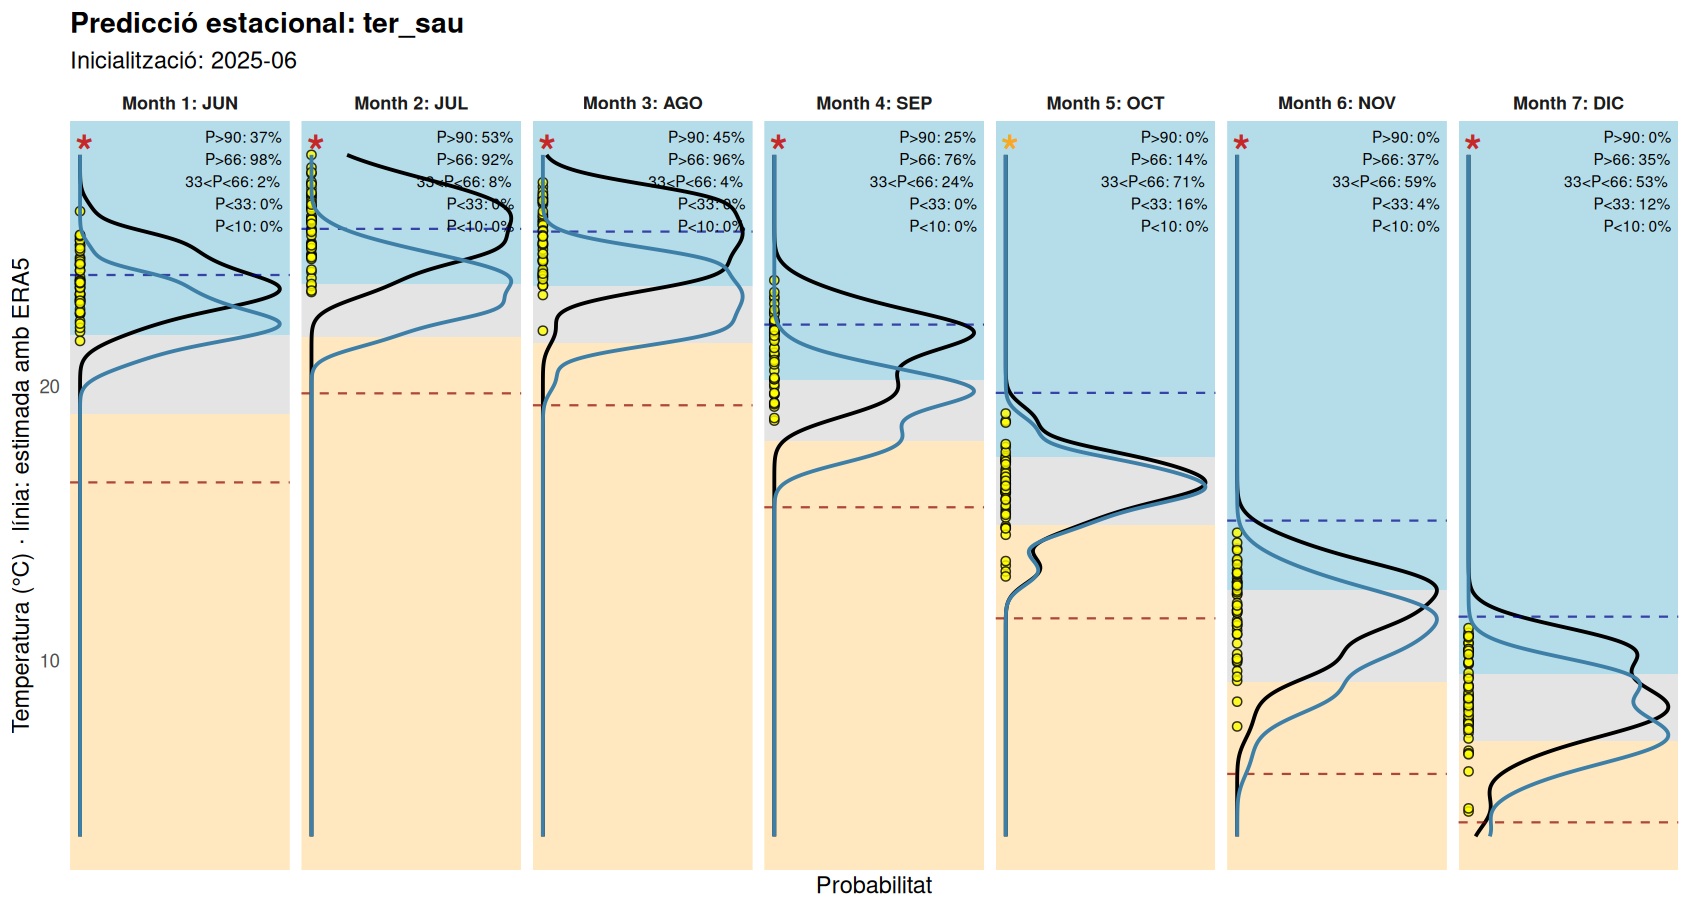 Predicció estacional: ter_sau
Inicialització: 2025-06
Month 1: JUN
Month 2: JUL
Month 3: AGO
Month 4: SEP
Month 5: OCT
Month 6: NOV
Month 7: DIC
*
P>90: 37%
P>66: 98%
33<P<66: 2%
P<33: 0%
P<10: 0%
*
P>90: 53%
P>66: 92%
33<P<66: 8%
P<33: 0%
P<10: 0%
*
P>90: 45%
P>66: 96%
33<P<66: 4%
P<33: 0%
P<10: 0%
*
P>90: 25%
P>66: 76%
33<P<66: 24%
P<33: 0%
P<10: 0%
*
P>90: 0%
P>66: 14%
33<P<66: 71%
P<33: 16%
P<10: 0%
*
P>90: 0%
P>66: 37%
33<P<66: 59%
P<33: 4%
P<10: 0%
*
P>90: 0%
P>66: 35%
33<P<66: 53%
P<33: 12%
P<10: 0%
Temperatura (°C) · línia: estimada amb ERA5
20
10
Probabilitat